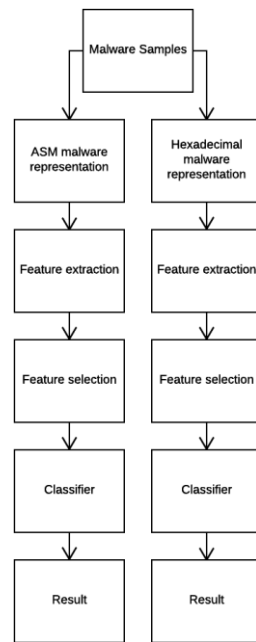 Malware Samples
ASM malware
representation
Hexadecimal
malware
representation
Feature extraction
Feature extraction
Feature selection
Feature selection
Classifier
Classifier
Result
Result